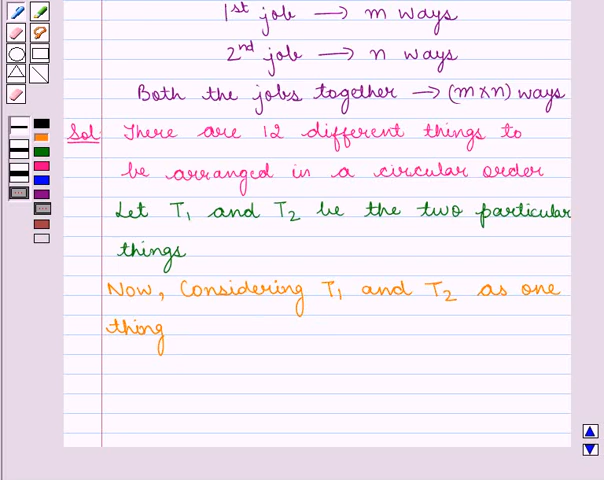 1st job → m ways
2nd job → n ways
Both the jobs together → (m×n) ways
Sol: There are 12 different things to
be arranged in a circular order
Let T1 and T2 be the two particular
things
Now, Considering T1 and T2 as one
thing